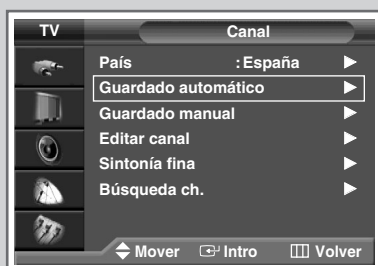 TV Canal
País : España
Guardado automático
Guardado manual
Editar canal
Sintonía fina
Búsqueda ch.
Mover Intro Volver